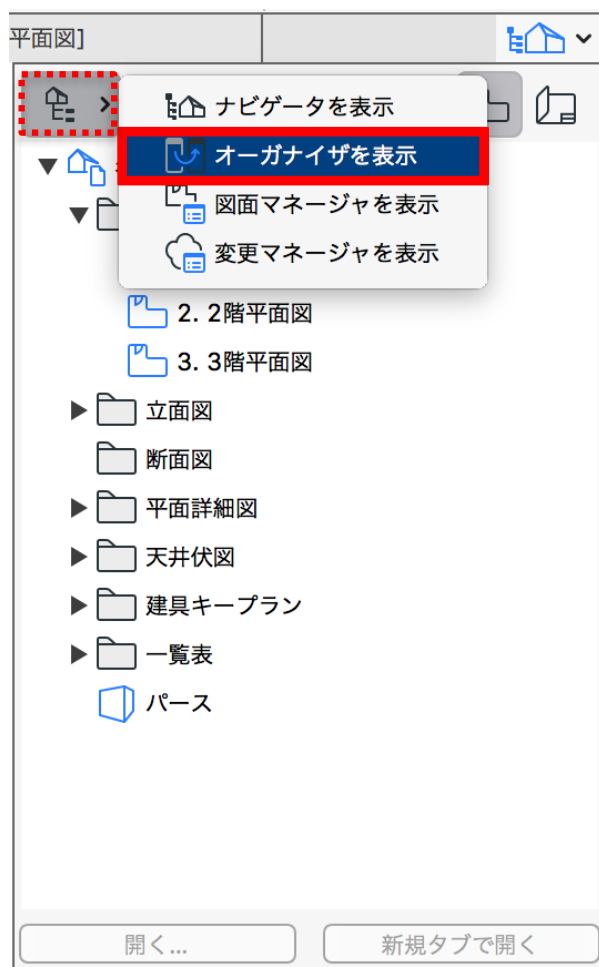 平面図]
ナビゲータを表示
オーガナイザを表示
図面マネージャを表示
変更マネージャを表示
2. 2階平面図
3. 3階平面図
立面図
断面図
平面詳細図
天井伏図
建具キープラン
一覧表
パース
開く...
新規タブで開く